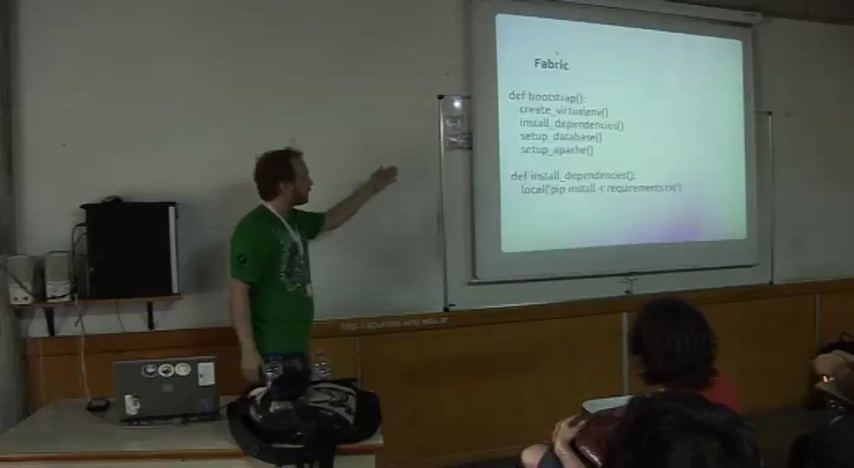 Fabric
def bootstrap():
create_virtualenv()
install_dependencies()
setup_database()
setup_apache()
def install_dependencies():
local('pip install -r requirements.txt')